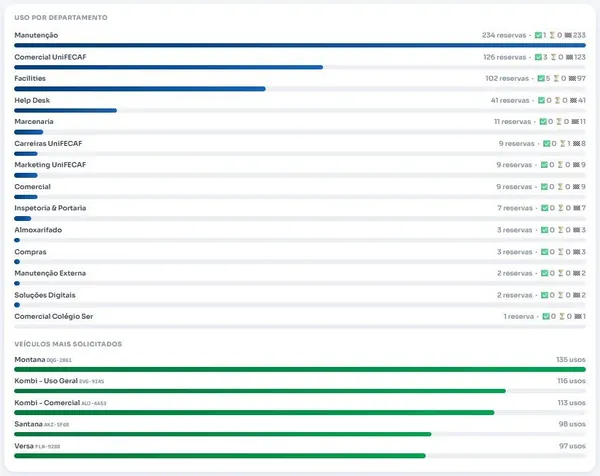 USO POR DEPARTAMENTO
Manutenção 234 reservas · ✅1 ⏳0 🏁233
Comercial UniFECAF 126 reservas · ✅3 ⏳0 🏁123
Facilities 102 reservas · ✅5 ⏳0 🏁97
Help Desk 41 reservas · ✅0 ⏳0 🏁41
Marcenaria 11 reservas · ✅0 ⏳0 🏁11
Carreiras UniFECAF 9 reservas · ✅0 ⏳1 🏁8
Marketing UniFECAF 9 reservas · ✅0 ⏳0 🏁9
Comercial 9 reservas · ✅0 ⏳0 🏁9
Inspetoria & Portaria 7 reservas · ✅0 ⏳0 🏁7
Almoxarifado 3 reservas · ✅0 ⏳0 🏁3
Compras 3 reservas · ✅0 ⏳0 🏁3
Manutenção Externa 2 reservas · ✅0 ⏳0 🏁2
Soluções Digitais 2 reservas · ✅0 ⏳0 🏁2
Comercial Colégio Ser 1 reserva · ✅0 ⏳0 🏁1
VEÍCULOS MAIS SOLICITADOS
Montana 135 usos
Kombi - Uso Geral 116 usos
Kombi - Comercial 113 usos
Santana 98 usos
Versa 97 usos